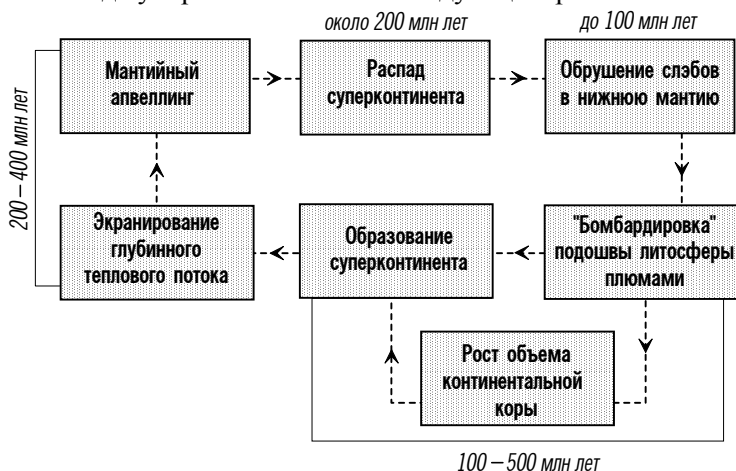 около 200 млн лет
до 100 млн лет
Мантийный
апвеллинг
Распад
суперконтинента
Обрушение слэбов
в нижнюю мантию
200 – 400 млн лет
Экранирование
глубинного
теплового потока
Образование
суперконтинента
"Бомбардировка"
подошвы литосферы
плюмами
Рост объема
континентальной
коры
100 – 500 млн лет